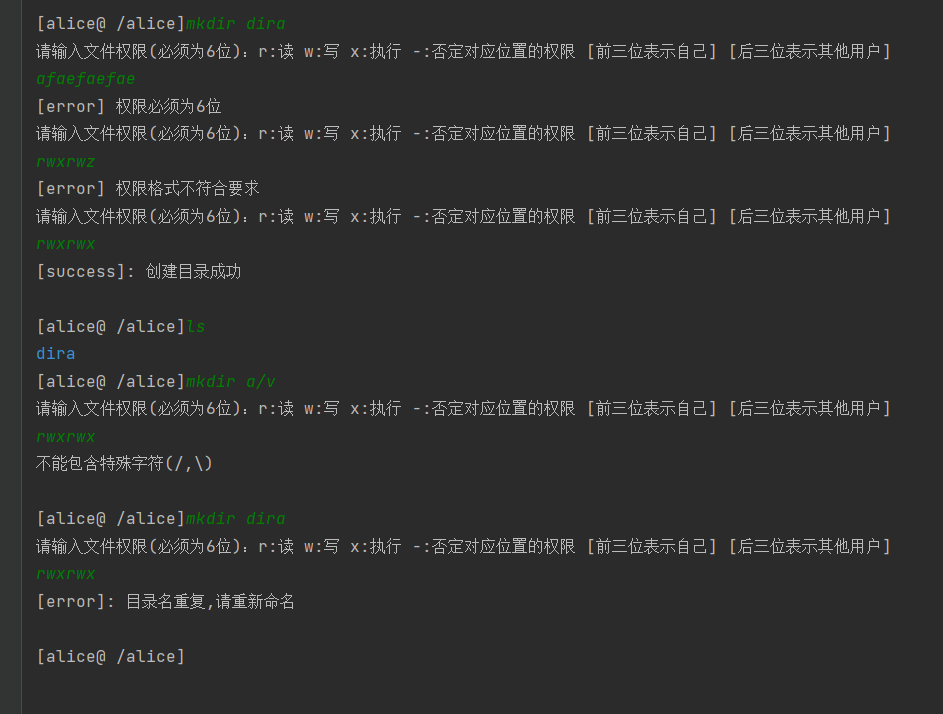 [alice@ /alice]mkdir dira
请输入文件权限(必须为6位)：r:读 w:写 x:执行 -:否定对应位置的权限 [前三位表示自己] [后三位表示其他用户]
afaefaefae
[error] 权限必须为6位
请输入文件权限(必须为6位)：r:读 w:写 x:执行 -:否定对应位置的权限 [前三位表示自己] [后三位表示其他用户]
rwxrwz
[error] 权限格式不符合要求
请输入文件权限(必须为6位)：r:读 w:写 x:执行 -:否定对应位置的权限 [前三位表示自己] [后三位表示其他用户]
rwxrwx
[success]: 创建目录成功
[alice@ /alice]ls
dira
[alice@ /alice]mkdir a/v
请输入文件权限(必须为6位)：r:读 w:写 x:执行 -:否定对应位置的权限 [前三位表示自己] [后三位表示其他用户]
rwxrwx
不能包含特殊字符(/,\)
[alice@ /alice]mkdir dira
请输入文件权限(必须为6位)：r:读 w:写 x:执行 -:否定对应位置的权限 [前三位表示自己] [后三位表示其他用户]
rwxrwx
[error]: 目录名重复,请重新命名
[alice@ /alice]